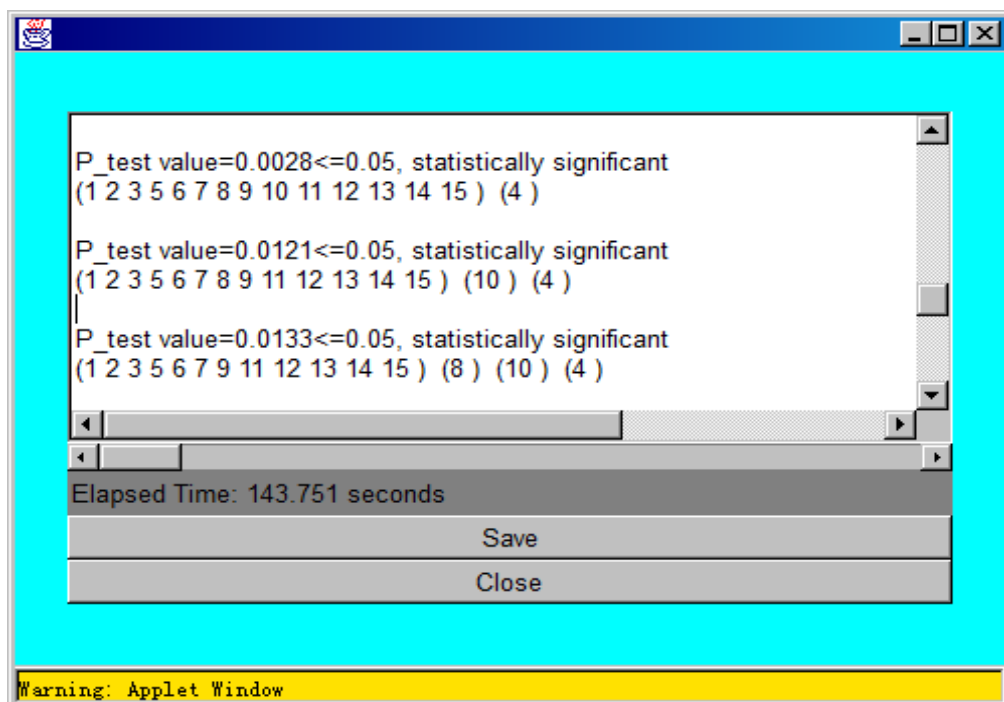 P_test value=0.0028<=0.05, statistically significant
(1 2 3 5 6 7 8 9 10 11 12 13 14 15 ) (4 )
P_test value=0.0121<=0.05, statistically significant
(1 2 3 5 6 7 8 9 11 12 13 14 15 ) (10 ) (4 )
P_test value=0.0133<=0.05, statistically significant
(1 2 3 5 6 7 9 11 12 13 14 15 ) (8 ) (10 ) (4 )
Elapsed Time: 143.751 seconds
Save
Close
Warning: Applet Window